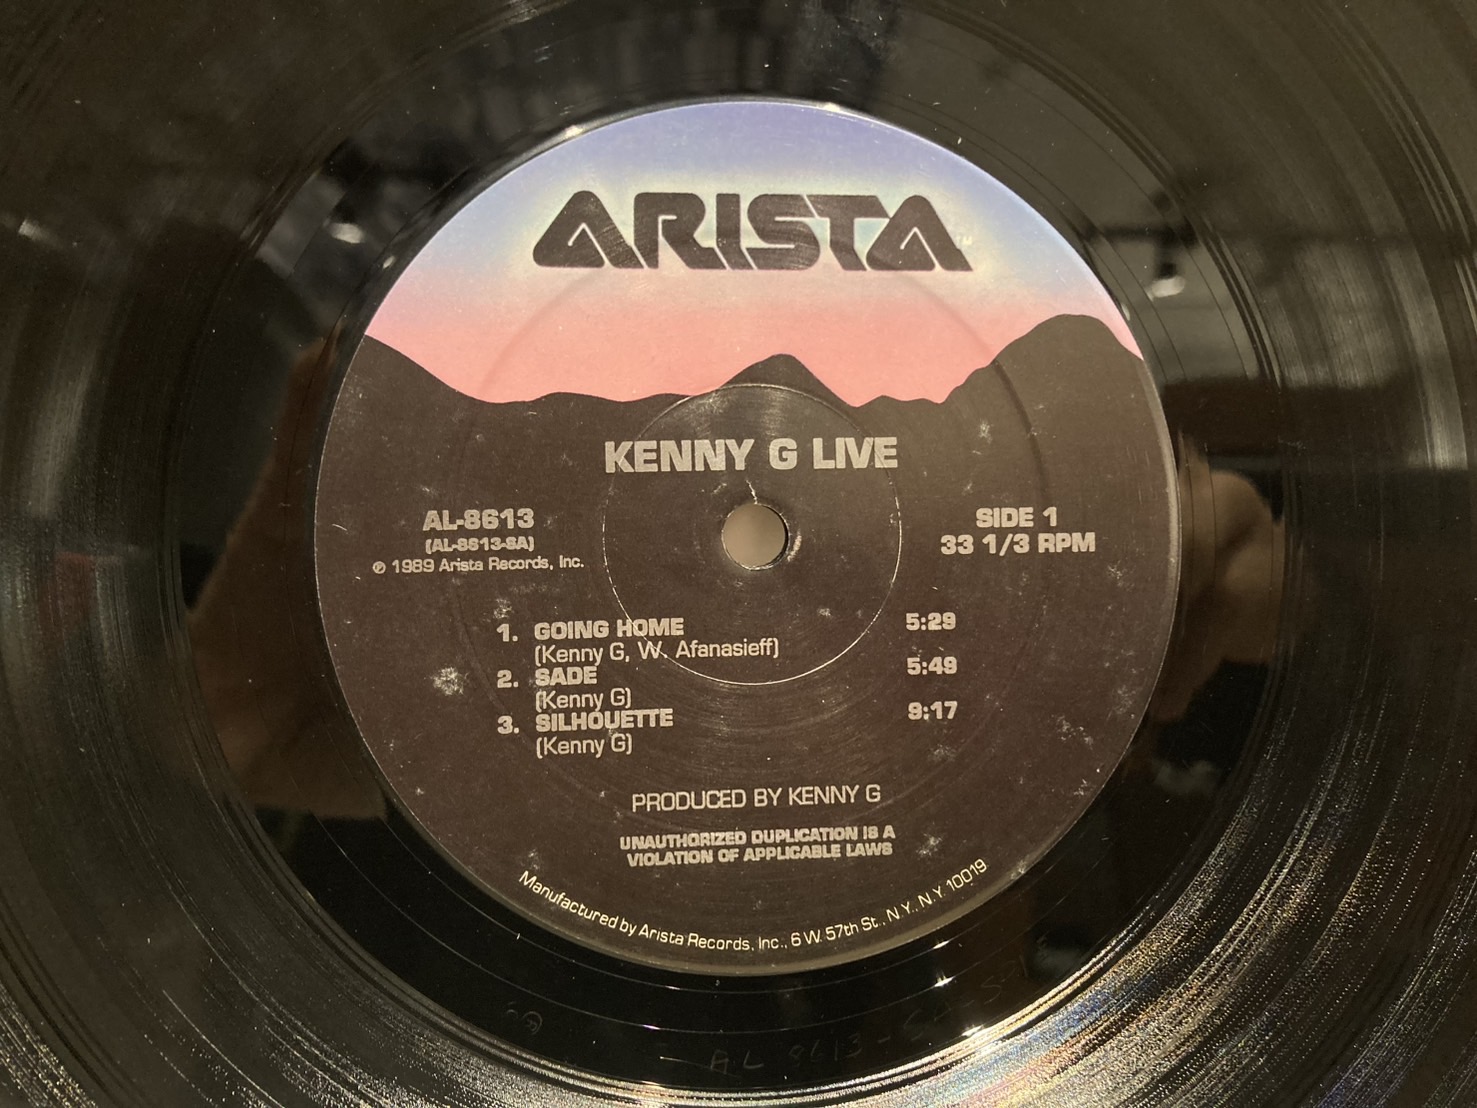 ARISTA™
KENNY G LIVE
AL-8613
(AL-8613-SA)
℗ 1989 Arista Records, Inc.
SIDE 1
33 1/3 RPM
1. GOING HOME 5:29
(Kenny G, W. Afanasieff)
2. SADE 5:49
(Kenny G)
3. SILHOUETTE 9:17
(Kenny G)
PRODUCED BY KENNY G
UNAUTHORIZED DUPLICATION IS A
VIOLATION OF APPLICABLE LAWS
Manufactured by Arista Records, Inc., 6 W. 57th St., N.Y., N.Y. 10019